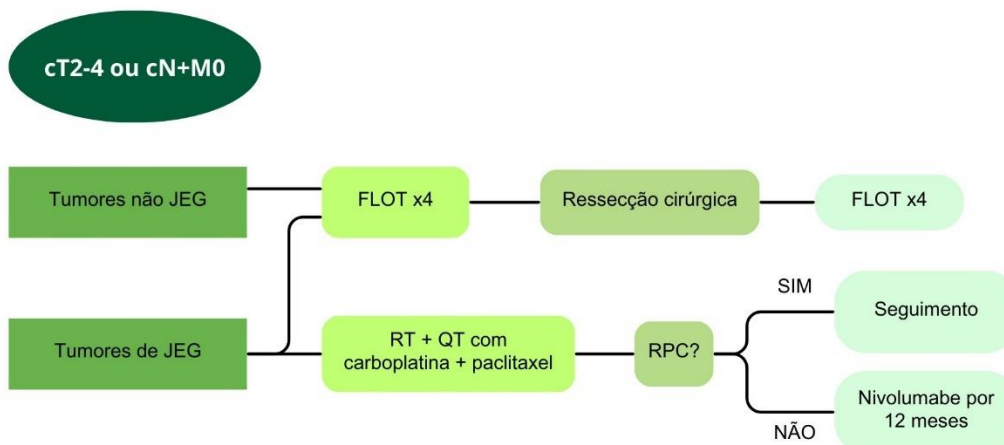 cT2-4 ou cN+M0
Tumores não JEG
FLOT x4
Ressecção cirúrgica
FLOT x4
Tumores de JEG
RT + QT com
carboplatina + paclitaxel
RPC?
SIM
Seguimento
NÃO
Nivolumabe por
12 meses